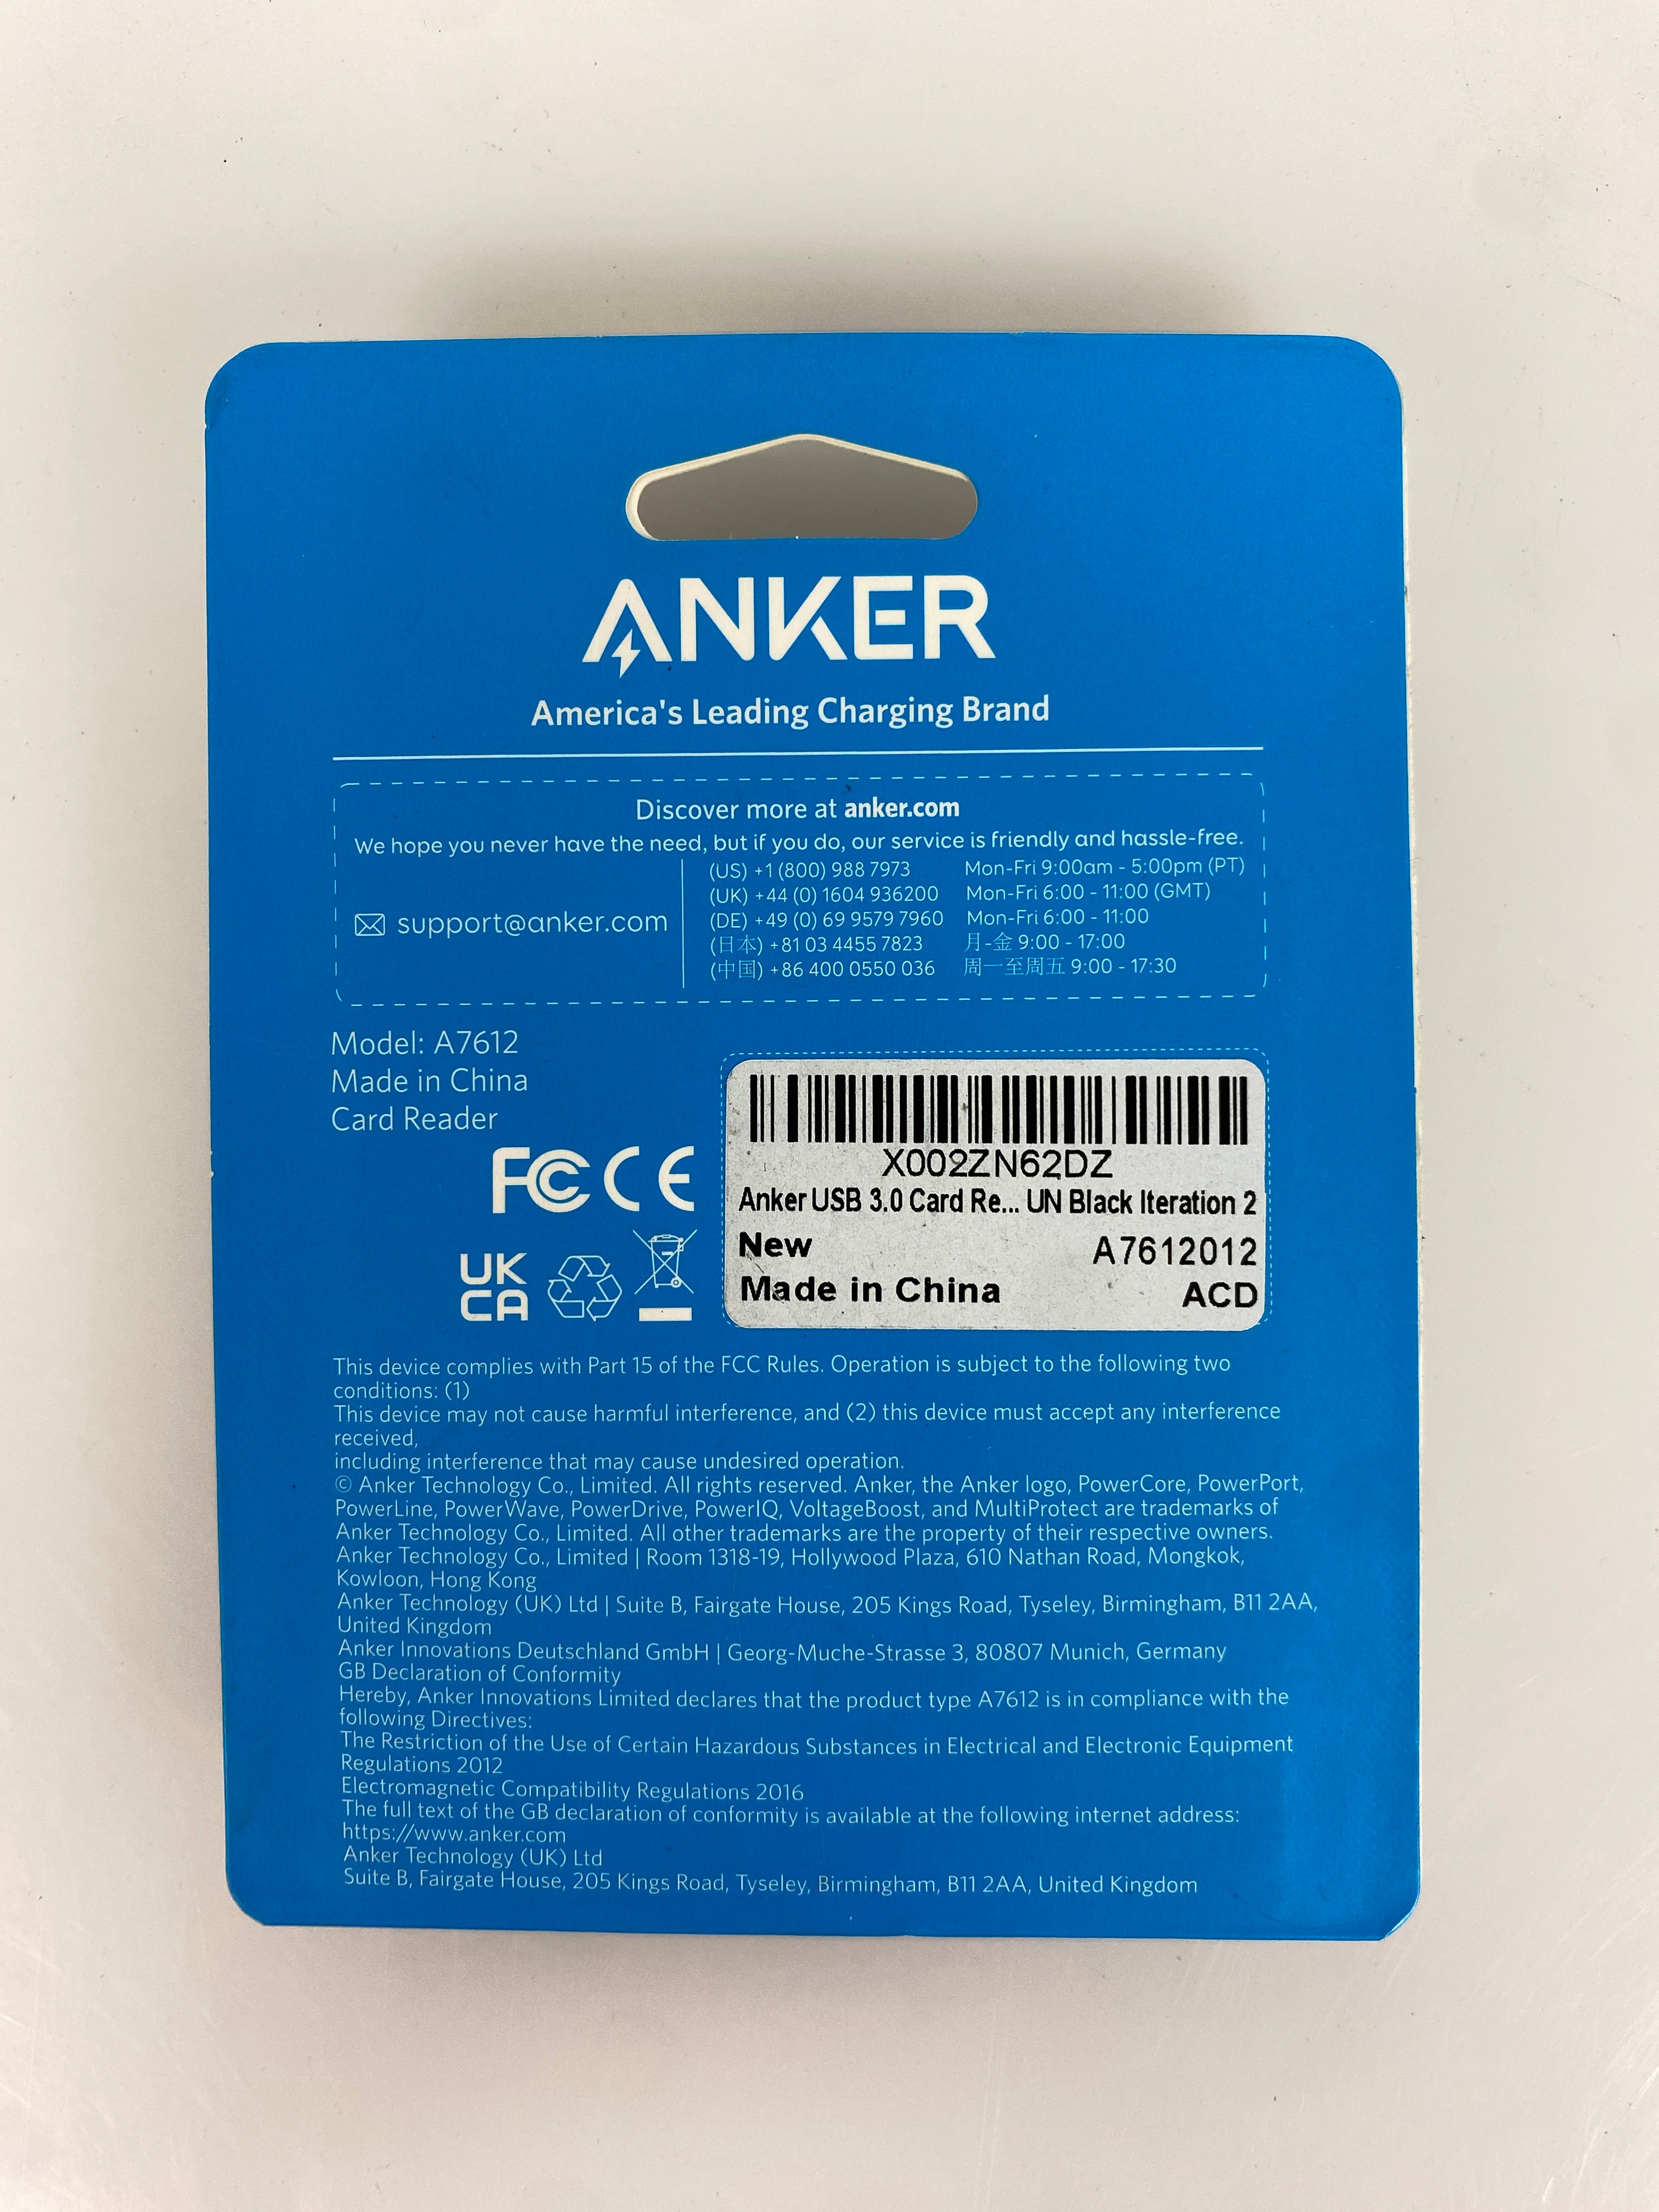 ANKER
America's Leading Charging Brand
Discover more at anker.com
We hope you never have the need, but if you do, our service is friendly and hassle-free.
support@anker.com
(US) +1 (800) 988 7973 Mon-Fri 9:00am - 5:00pm (PT)
(UK) +44 (0) 1604 936200 Mon-Fri 6:00 - 11:00 (GMT)
(DE) +49 (0) 69 9579 7960 Mon-Fri 6:00 - 11:00
(日本) +81 03 4455 7823 月-金 9:00 - 17:00
(中国) +86 400 0550 036 周一至周五 9:00 - 17:30
Model: A7612
Made in China
Card Reader
FC CE
UK
CA
X002ZN62DZ
Anker USB 3.0 Card Re... UN Black Iteration 2
New A7612012
Made in China ACD
This device complies with Part 15 of the FCC Rules. Operation is subject to the following two
conditions: (1)
This device may not cause harmful interference, and (2) this device must accept any interference
received,
including interference that may cause undesired operation.
© Anker Technology Co., Limited. All rights reserved. Anker, the Anker logo, PowerCore, PowerPort,
PowerLine, PowerWave, PowerDrive, PowerIQ, VoltageBoost, and MultiProtect are trademarks of
Anker Technology Co., Limited. All other trademarks are the property of their respective owners.
Anker Technology Co., Limited | Room 1318-19, Hollywood Plaza, 610 Nathan Road, Mongkok,
Kowloon, Hong Kong
Anker Technology (UK) Ltd | Suite B, Fairgate House, 205 Kings Road, Tyseley, Birmingham, B11 2AA,
United Kingdom
Anker Innovations Deutschland GmbH | Georg-Muche-Strasse 3, 80807 Munich, Germany
GB Declaration of Conformity
Hereby, Anker Innovations Limited declares that the product type A7612 is in compliance with the
following Directives:
The Restriction of the Use of Certain Hazardous Substances in Electrical and Electronic Equipment
Regulations 2012
Electromagnetic Compatibility Regulations 2016
The full text of the GB declaration of conformity is available at the following internet address:
https://www.anker.com
Anker Technology (UK) Ltd
Suite B, Fairgate House, 205 Kings Road, Tyseley, Birmingham, B11 2AA, United Kingdom